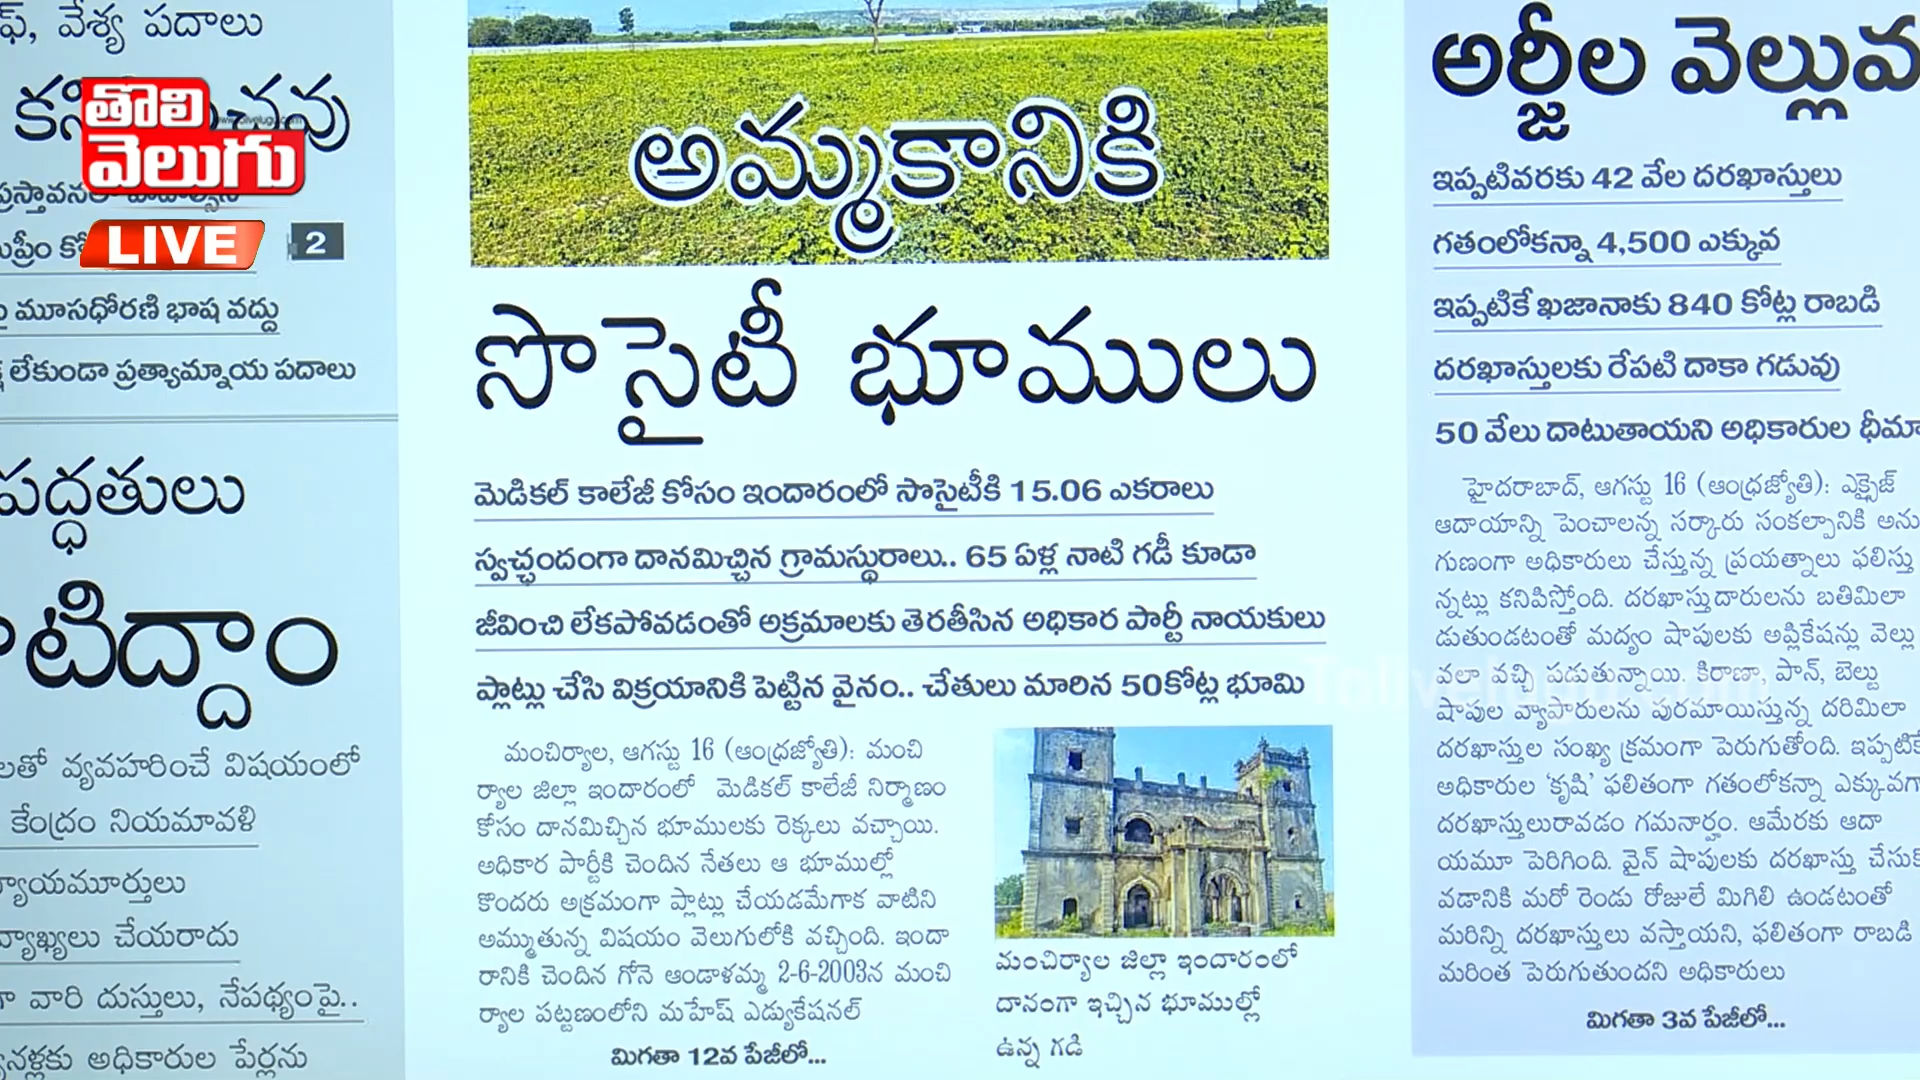 వేశ్య పదాలు
తొలి
వెలుగు
LIVE
2
మూసధోరణి భాష వద్దు
లేకుండా ప్రత్యామ్నాయ పదాలు
పద్ధతులు
వ్యవహరించే విషయంలో
కేంద్రం నియమావళి
చేయరాదు
వారి దుస్తులు, నేపథ్యంపై..
అధికారుల పేర్లను
అమ్మకానికి
సొసైటీ భూములు
మెడికల్ కాలేజీ కోసం ఇందారంలో సొసైటీకి 15.06 ఎకరాలు
స్వచ్ఛందంగా దానమిచ్చిన గ్రామస్థురాలు.. 65 ఏళ్ల నాటి గడీ కూడా
జీవించి లేకపోవడంతో అక్రమాలకు తెరతీసిన అధికార పార్టీ నాయకులు
ప్లాట్లు చేసి విక్రయానికి పెట్టిన వైనం.. చేతులు మారిన 50కోట్ల భూమి
మంచిర్యాల, ఆగస్టు 16 (ఆంధ్రజ్యోతి): మంచి
ర్యాల జిల్లా ఇందారంలో మెడికల్ కాలేజీ నిర్మాణం
కోసం దానమిచ్చిన భూములకు రెక్కలు వచ్చాయి.
అధికార పార్టీకి చెందిన నేతలు ఆ భూముల్లో
కొందరు అక్రమంగా ప్లాట్లు చేయడమేగాక వాటిని
అమ్ముతున్న విషయం వెలుగులోకి వచ్చింది. ఇందా
రానికి చెందిన గోనె ఆండాళమ్మ 2-6-2003న మంచి
ర్యాల పట్టణంలోని మహేష్ ఎడ్యుకేషనల్
మిగతా 12వ పేజీలో...
మంచిర్యాల జిల్లా ఇందారంలో
దానంగా ఇచ్చిన భూముల్లో
ఉన్న గడి
అర్జీల వెల్లువ
ఇప్పటివరకు 42 వేల దరఖాస్తులు
గతంలోకన్నా 4,500 ఎక్కువ
ఇప్పటికే ఖజానాకు 840 కోట్ల రాబడి
దరఖాస్తులకు రేపటి దాకా గడువు
50 వేలు దాటుతాయని అధికారుల ధీమా
హైదరాబాద్, ఆగస్టు 16 (ఆంధ్రజ్యోతి): ఎక్సైజ్
ఆదాయాన్ని పెంచాలన్న సర్కారు సంకల్పానికి అను
గుణంగా అధికారులు చేస్తున్న ప్రయత్నాలు ఫలిస్తు
న్నట్లు కనిపిస్తోంది. దరఖాస్తుదారులను బతిమిలా
డుతుండటంతో మద్యం షాపులకు అప్లికేషన్లు వెల్లు
వలా వచ్చి పడుతున్నాయి. కిరాణా, పాన్, బెల్టు
షాపుల వ్యాపారులను పురమాయిస్తున్న దరిమిలా
దరఖాస్తుల సంఖ్య క్రమంగా పెరుగుతోంది. ఇప్పటికే
అధికారుల ‘కృషి’ ఫలితంగా గతంలోకన్నా ఎక్కువగా
దరఖాస్తులురావడం గమనార్హం. ఆమేరకు ఆదా
యమూ పెరిగింది. వైన్ షాపులకు దరఖాస్తు చేసుకో
వడానికి మరో రెండు రోజులే మిగిలి ఉండటంతో
మరిన్ని దరఖాస్తులు వస్తాయని, ఫలితంగా రాబడి
మరింత పెరుగుతుందని అధికారులు
మిగతా 3వ పేజీలో...